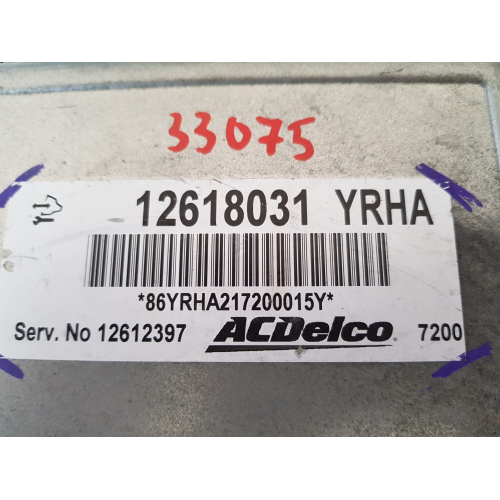 33075
12618031 YRHA
*86YRHA217200015Y*
Serv. No 12612397 ACDelco 7200